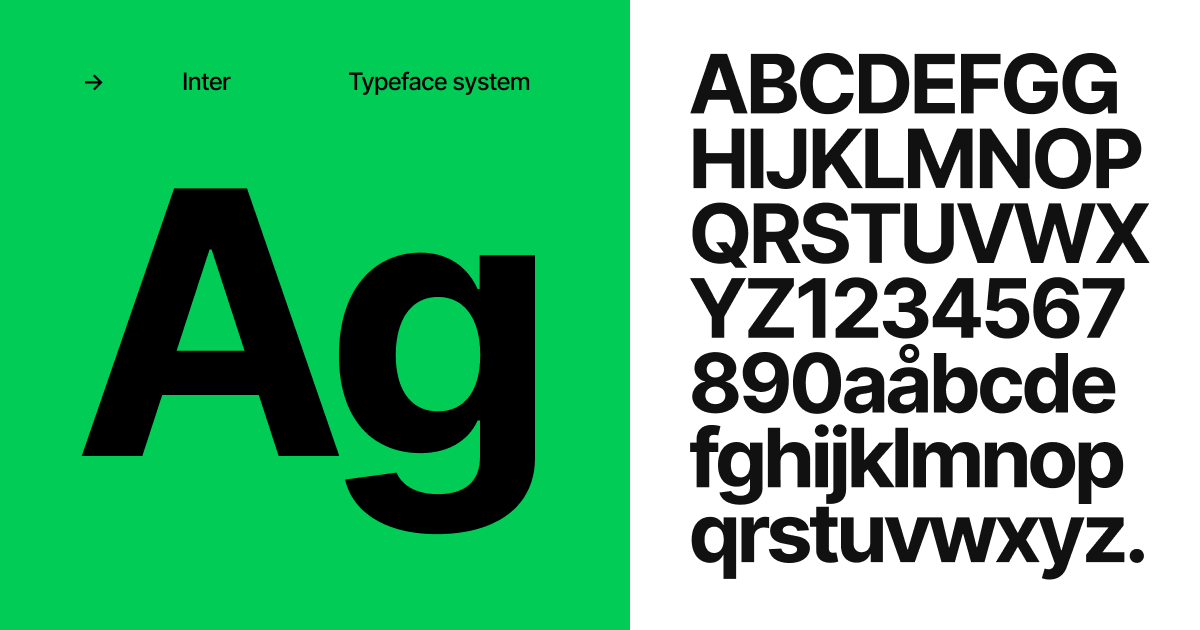 → Inter Typeface system
Ag
ABCDEFGG
HIJKLMNOP
QRSTUVWX
YZ1234567
890aåbcde
fghijklmnop
qrstuvwxyz.